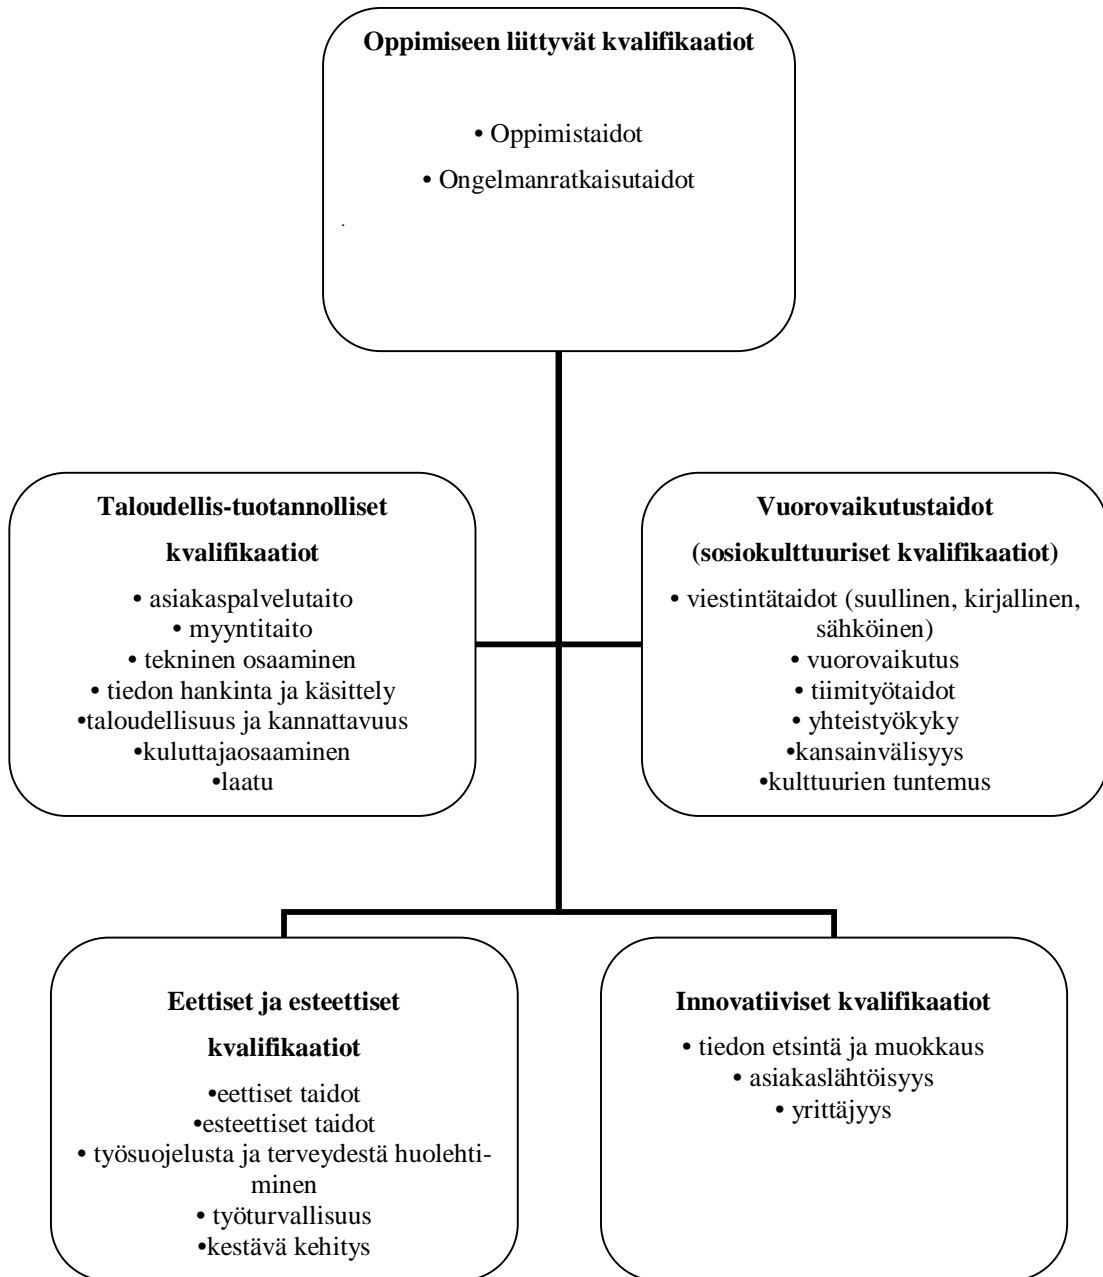 Oppimiseen liittyvät kvalifikaatiot
• Oppimistaidot
• Ongelmanratkaisutaidot
.
Taloudellis-tuotannolliset
kvalifikaatiot
• asiakaspalvelutaito
• myyntitaito
• tekninen osaaminen
• tiedon hankinta ja käsittely
•taloudellisuus ja kannattavuus
•kuluttajaosaaminen
•laatu
Vuorovaikutustaidot
(sosiokulttuuriset kvalifikaatiot)
• viestintätaidot (suullinen, kirjallinen,
sähköinen)
• vuorovaikutus
• tiimityötaidot
• yhteistyökyky
•kansainvälisyys
•kulttuurien tuntemus
Eettiset ja esteettiset
kvalifikaatiot
•eettiset taidot
•esteettiset taidot
• työsuojelusta ja terveydestä huolehti-
minen
• työturvallisuus
•kestävä kehitys
Innovatiiviset kvalifikaatiot
• tiedon etsintä ja muokkaus
• asiakaslähtöisyys
• yrittäjyys